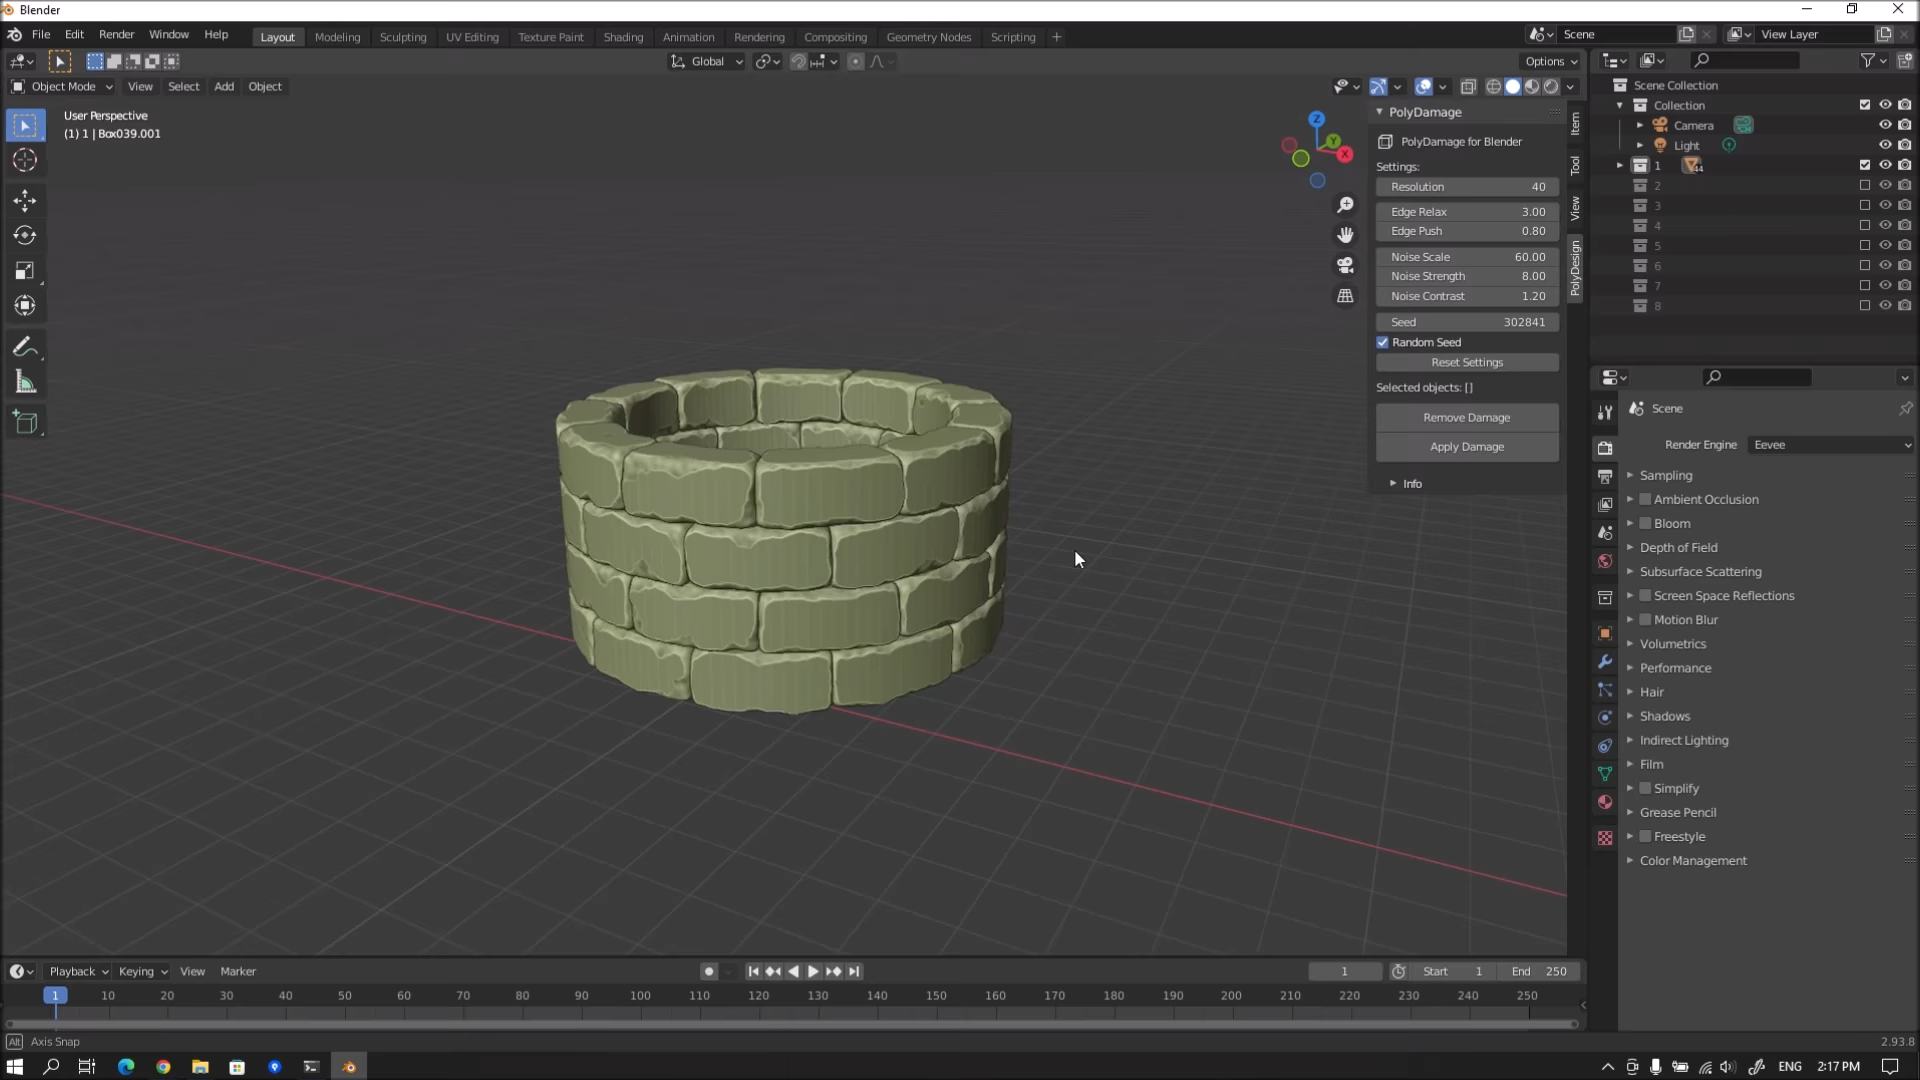 Blender
File Edit Render Window Help Layout Modeling Sculpting UV Editing Texture Paint Shading Animation Rendering Compositing Geometry Nodes Scripting + Scene View Layer
Global Options
Object Mode View Select Add Object
User Perspective
(1) 1 | Box039.001
Z
Y
X
PolyDamage
PolyDamage for Blender
Settings:
Resolution 40
Edge Relax 3.00
Edge Push 0.80
Noise Scale 60.00
Noise Strength 8.00
Noise Contrast 1.20
Seed 302841
Random Seed
Reset Settings
Selected objects: []
Remove Damage
Apply Damage
Info
Item
Tool
View
PolyDesign
Scene Collection
Collection
Camera
Light
1 44
2
3
4
5
6
7
8
Scene
Render Engine Eevee
Sampling
Ambient Occlusion
Bloom
Depth of Field
Subsurface Scattering
Screen Space Reflections
Motion Blur
Volumetrics
Performance
Hair
Shadows
Indirect Lighting
Film
Simplify
Grease Pencil
Freestyle
Color Management
Playback Keying View Marker 1 Start 1 End 250
1 10 20 30 40 50 60 70 80 90 100 110 120 130 140 150 160 170 180 190 200 210 220 230 240 250
Alt Axis Snap 2.93.8
ENG 2:17 PM